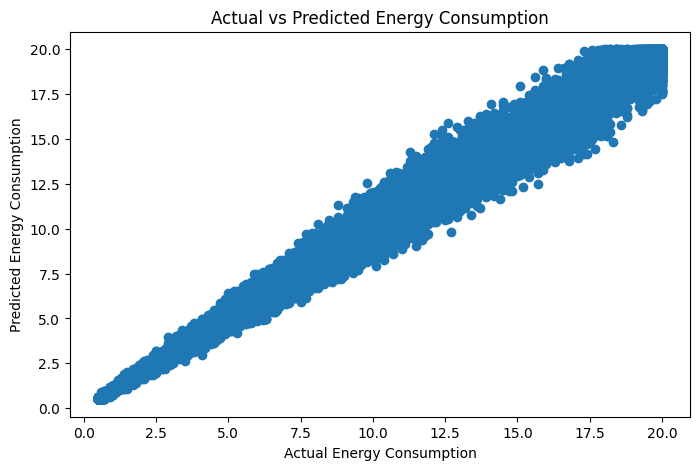 Actual vs Predicted Energy Consumption
Predicted Energy Consumption
20.0
17.5
15.0
12.5
10.0
7.5
5.0
2.5
0.0
0.0 2.5 5.0 7.5 10.0 12.5 15.0 17.5 20.0
Actual Energy Consumption